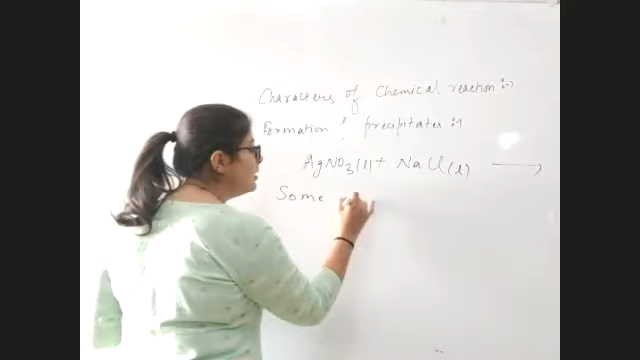 Characters of Chemical reaction :-
Formation of precipitates :-
AgNO3(l) + NaCl(l) ⟶
Some